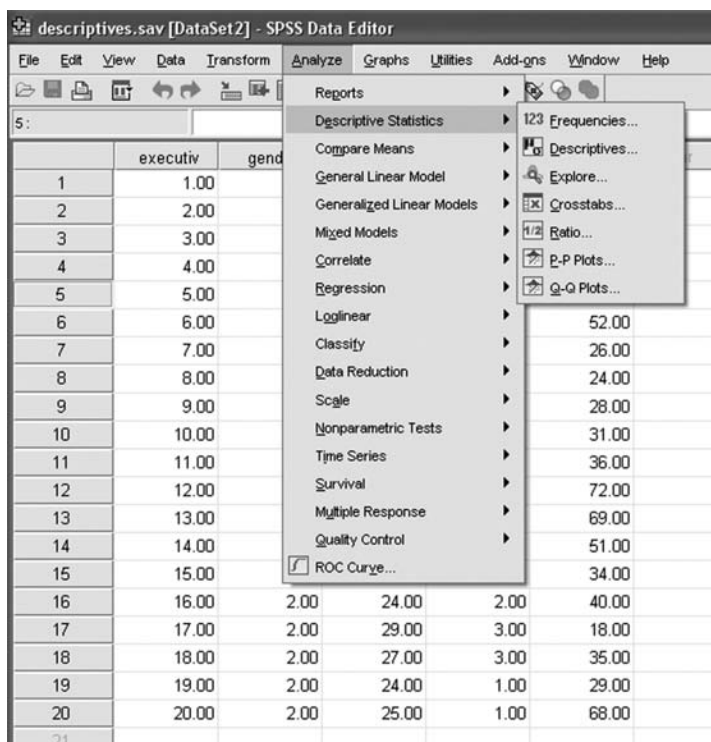 descriptives.sav [DataSet2] - SPSS Data Editor
File Edit View Data Transform Analyze Graphs Utilities Add-ons Window Help
5 :
executiv gend
1 1.00
2 2.00
3 3.00
4 4.00
5 5.00
6 6.00 52.00
7 7.00 26.00
8 8.00 24.00
9 9.00 28.00
10 10.00 31.00
11 11.00 36.00
12 12.00 72.00
13 13.00 69.00
14 14.00 51.00
15 15.00 34.00
16 16.00 2.00 24.00 2.00 40.00
17 17.00 2.00 29.00 3.00 18.00
18 18.00 2.00 27.00 3.00 35.00
19 19.00 2.00 24.00 1.00 29.00
20 20.00 2.00 25.00 1.00 68.00
21
Reports
Descriptive Statistics
Compare Means
General Linear Model
Generalized Linear Models
Mixed Models
Correlate
Regression
Loglinear
Classify
Data Reduction
Scale
Nonparametric Tests
Time Series
Survival
Multiple Response
Quality Control
ROC Curve...
123 Frequencies...
Descriptives...
Explore...
Crosstabs...
1/2 Ratio...
P-P Plots...
Q-Q Plots...